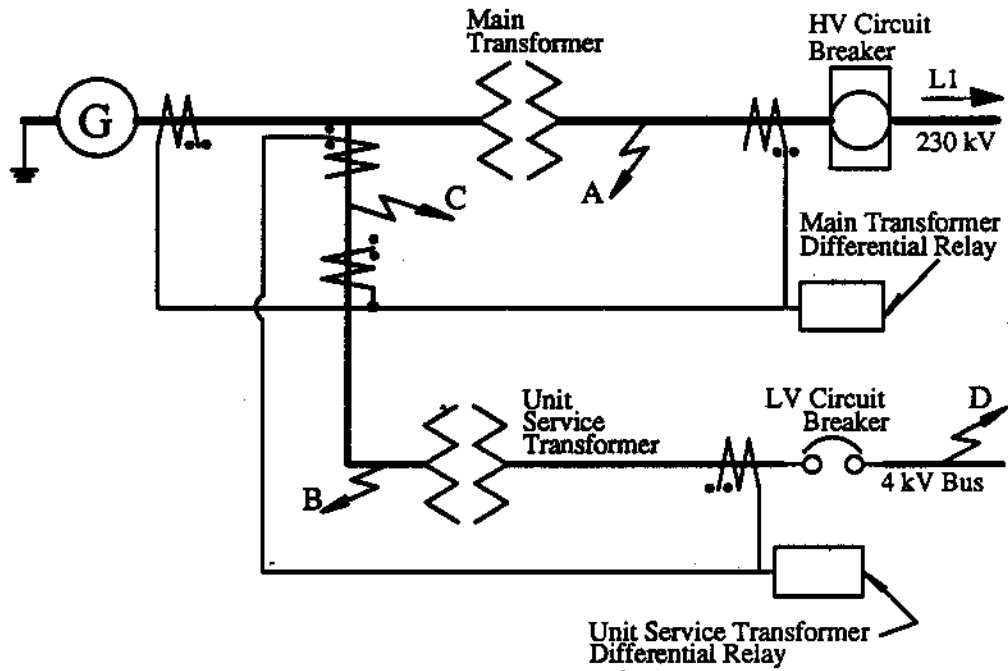 Main
Transformer
HV Circuit
Breaker
G
L1
230 kV
A
C
Main Transformer
Differential Relay
Unit
Service
Transformer
LV Circuit
Breaker
D
B
4 kV Bus
Unit Service Transformer
Differential Relay